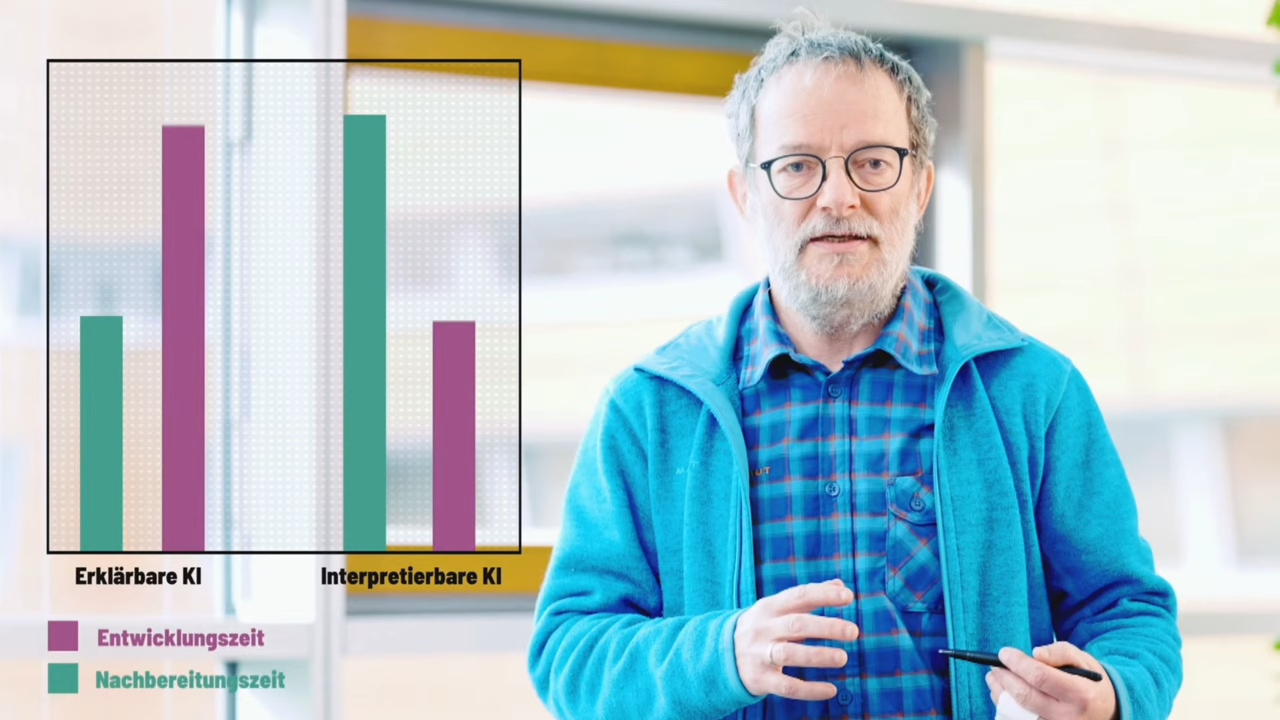 Erklärbare KI
Interpretierbare KI
Entwicklungszeit
Nachbereitungszeit